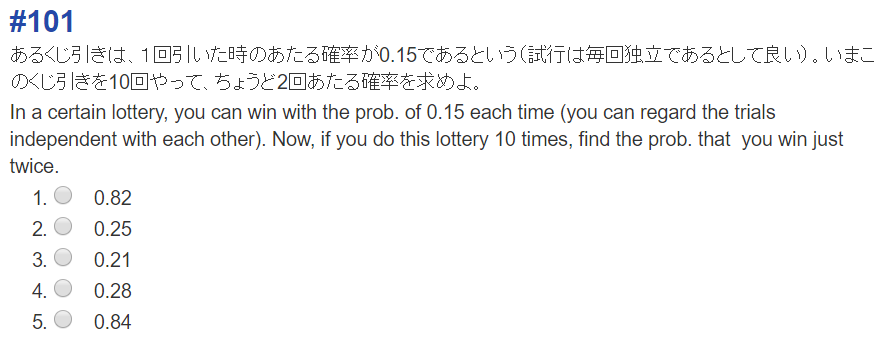 #101
あるくじ引きは、１回引いた時のあたる確率が0.15であるという（試行は毎回独立であるとして良い）。いまこ
のくじ引きを10回やって、ちょうど2回あたる確率を求めよ。
In a certain lottery, you can win with the prob. of 0.15 each time (you can regard the trials
independent with each other). Now, if you do this lottery 10 times, find the prob. that you win just
twice.
1. 0.82
2. 0.25
3. 0.21
4. 0.28
5. 0.84